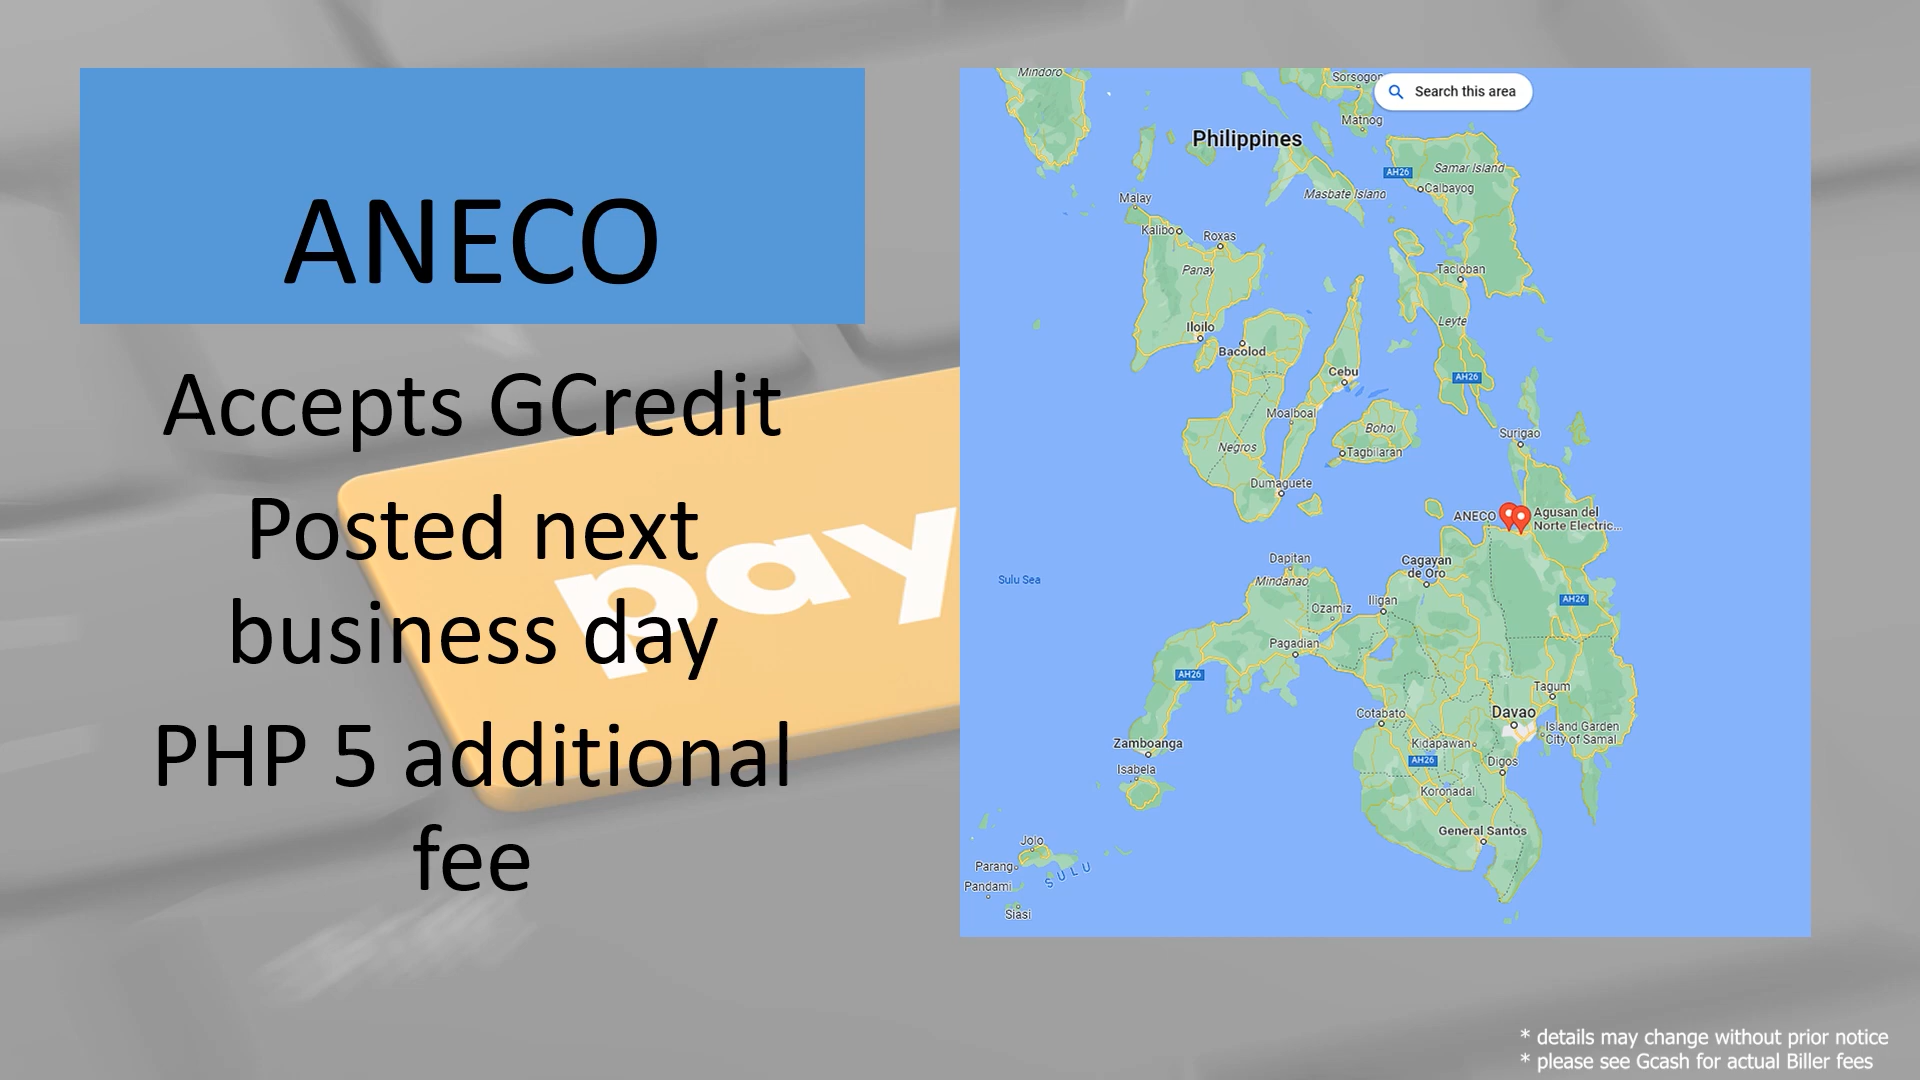 ANECO
Accepts GCredit
Posted next
business day
PHP 5 additional
fee
pay
Mindoro
Sorsogon
Search this area
Matnog
Philippines
AH26
Samar Island
Calbayog
Masbate Island
Malay
Kalibo
Roxas
Panay
Tacloban
Iloilo
Leyte
Bacolod
Cebu
AH26
Moalboal
Bohol
Surigao
Negros
Tagbilaran
Dumaguete
ANECO
Agusan del
Norte Electric...
Dapitan
Cagayan
de Oro
Sulu Sea
Mindanao
AH26
Iligan
Ozamiz
Pagadian
AH26
Tagum
Cotabato
Davao
Island Garden
City of Samal
Zamboanga
Kidapawan
AH26
Digos
Isabela
Koronadal
General Santos
Jolo
Parang
SULU
Pandami
Siasi
* details may change without prior notice
* please see Gcash for actual Biller fees